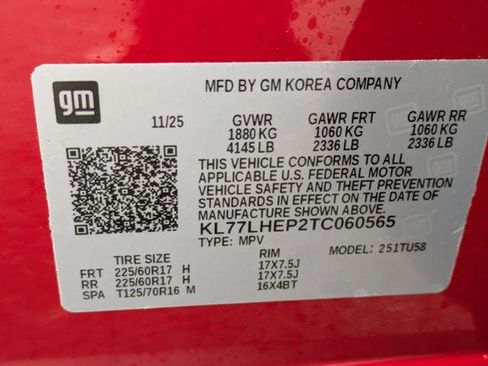 gm
MFD BY GM KOREA COMPANY
11/25 GVWR GAWR FRT GAWR RR
1880 KG 1060 KG 1060 KG
4145 LB 2336 LB 2336 LB
THIS VEHICLE CONFORMS TO ALL
APPLICABLE U.S. FEDERAL MOTOR
VEHICLE SAFETY AND THEFT PREVENTION
STANDARDS IN EFFECT ON THE DATE OF
MANUFACTURE SHOWN ABOVE.
KL77LHEP2TC060565
TYPE: MPV MODEL: 251TU58
TIRE SIZE RIM
FRT 225/60R17 H 17X7.5J
RR 225/60R17 H 17X7.5J
SPA T125/70R16 M 16X4BT